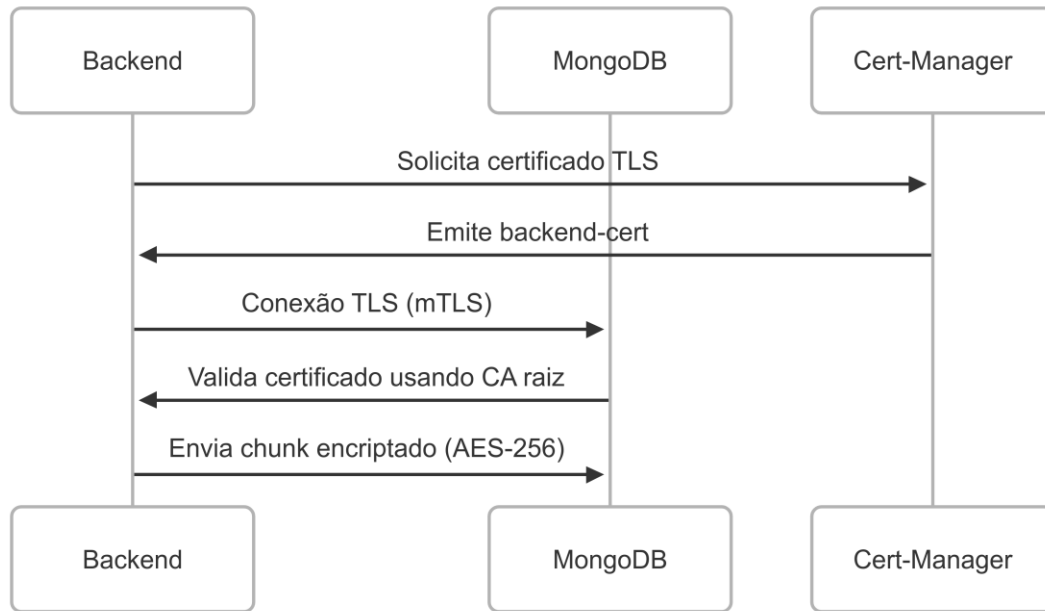 Backend
MongoDB
Cert-Manager
Solicita certificado TLS
Emite backend-cert
Conexão TLS (mTLS)
Valida certificado usando CA raiz
Envia chunk encriptado (AES-256)
Backend
MongoDB
Cert-Manager